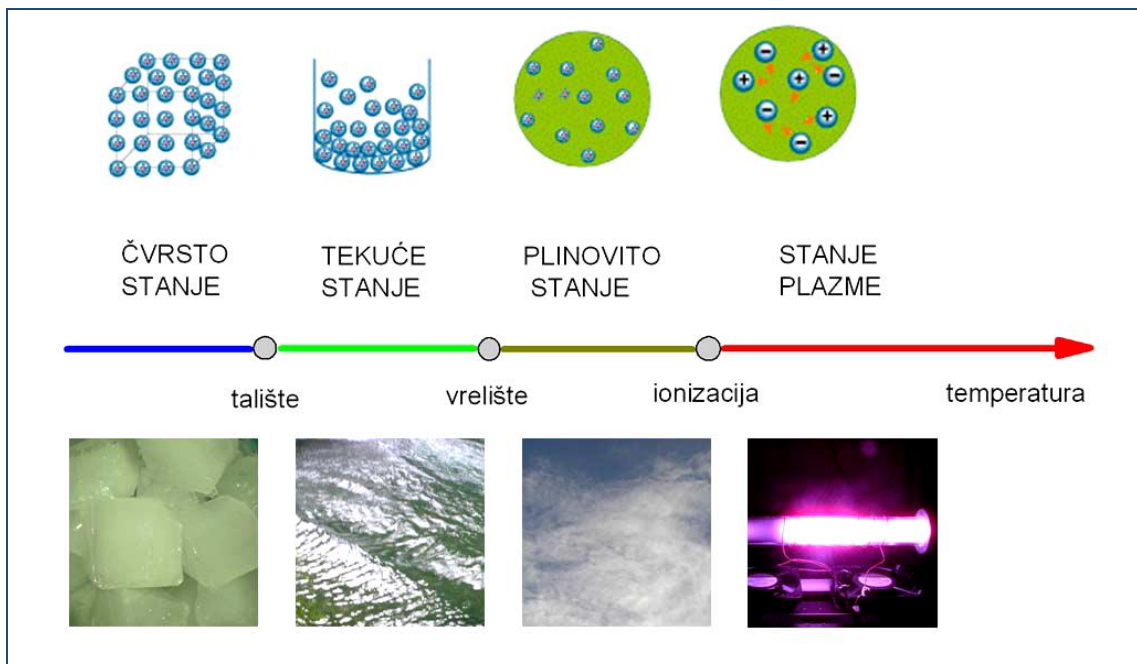 ČVRSTO
STANJE
TEKUĆE
STANJE
PLINOVITO
STANJE
STANJE
PLAZME
talište
vrelište
ionizacija
temperatura